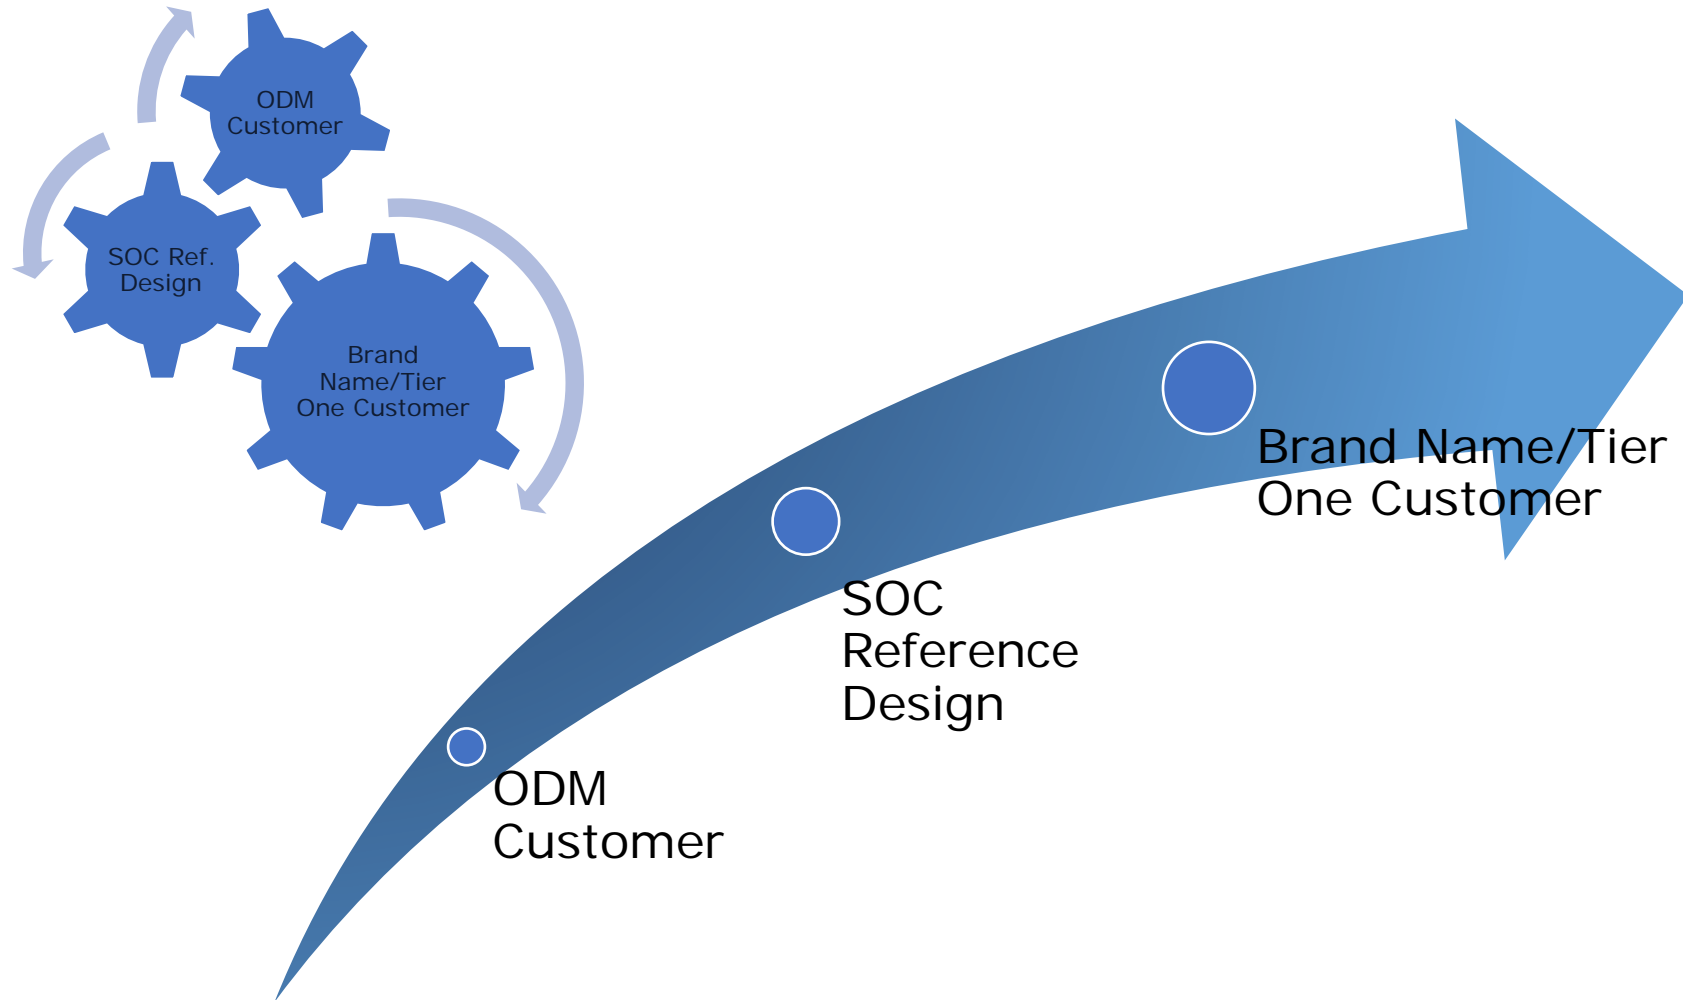 ODM
Customer
SOC Ref.
Design
Brand
Name/Tier
One Customer
Brand Name/Tier
One Customer
SOC
Reference
Design
ODM
Customer